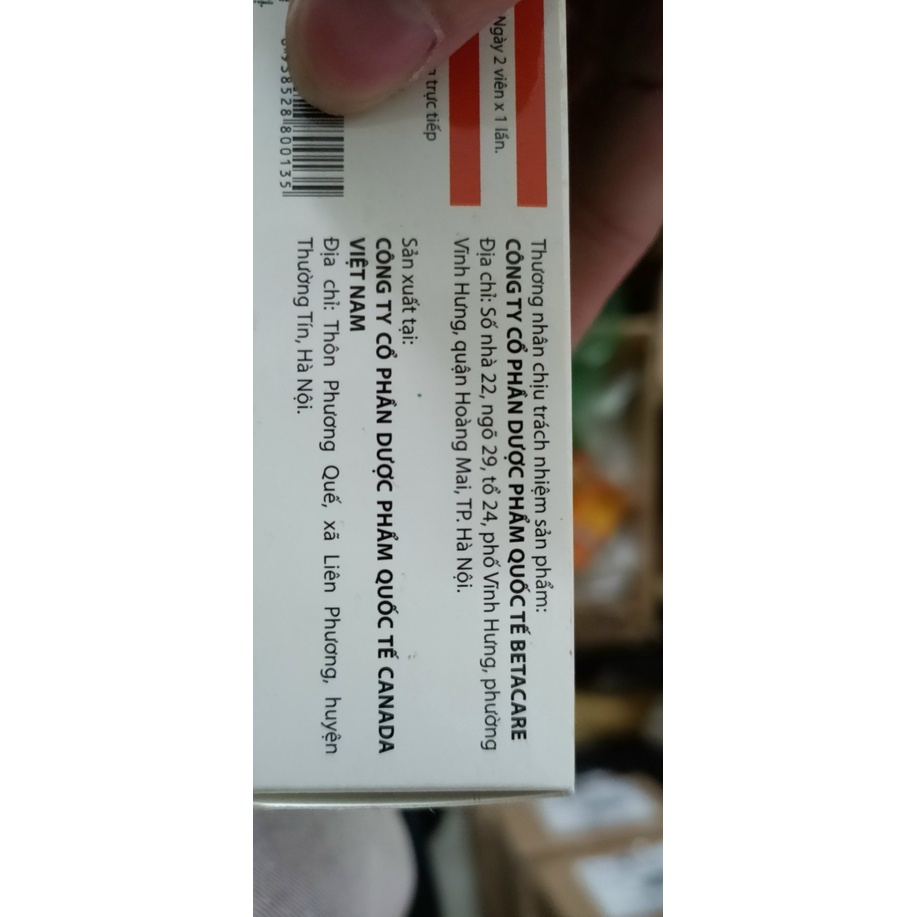 Ngày 2 viên x 1 lần.
trực tiếp
8528 800135
Thương nhân chịu trách nhiệm sản phẩm:
CÔNG TY CỔ PHẦN DƯỢC PHẨM QUỐC TẾ BETACARE
Địa chỉ: Số nhà 22, ngõ 29, tổ 24, phố Vĩnh Hưng, phường
Vĩnh Hưng, quận Hoàng Mai, TP. Hà Nội.
Sản xuất tại:
CÔNG TY CỔ PHẦN DƯỢC PHẨM QUỐC TẾ CANADA
VIỆT NAM
Địa chỉ: Thôn Phương Quế, xã Liên Phương, huyện
Thường Tín, Hà Nội.